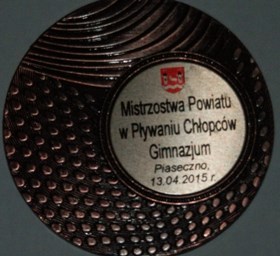 Mistrzostwa Powiatu
w Pływaniu Chłopców
Gimnazjum
Piaseczno,
13.04.2015 r.